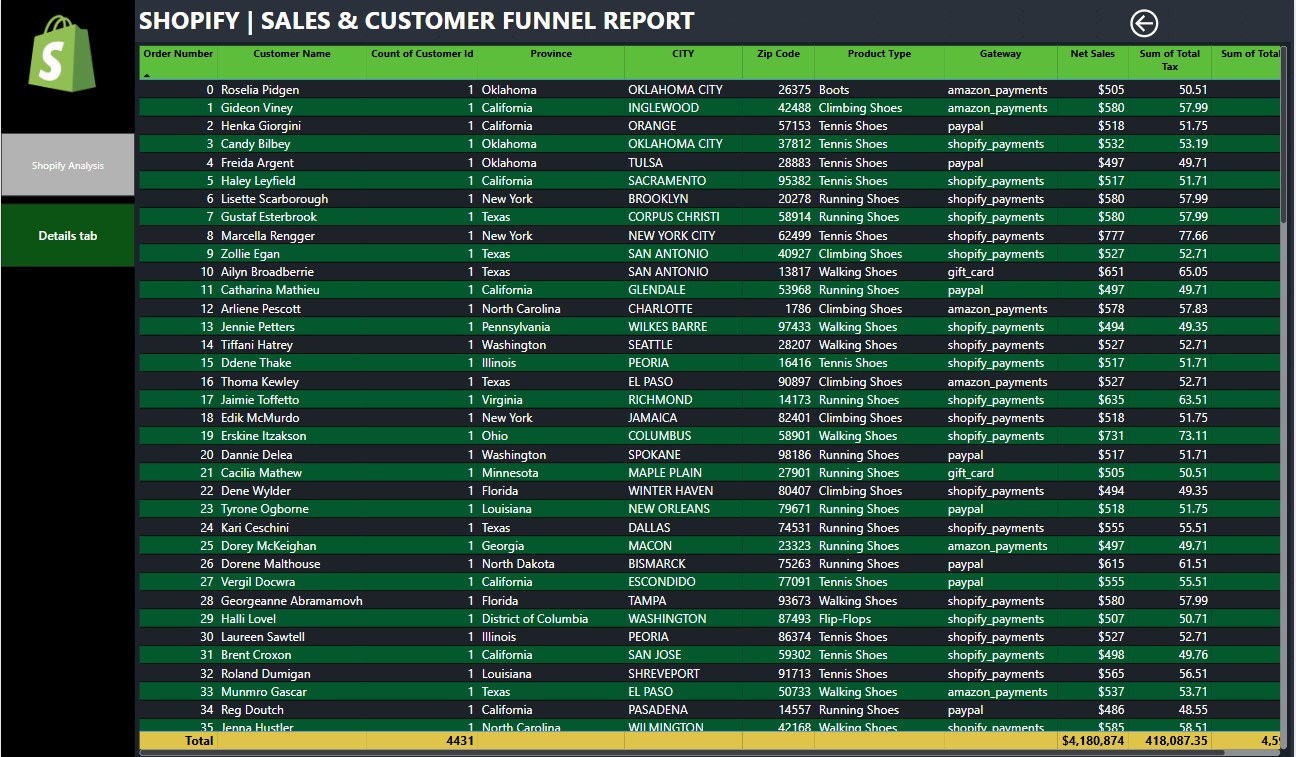 SHOPIFY | SALES & CUSTOMER FUNNEL REPORT
S
Shopify Analysis
Details tab
Order Number Customer Name Count of Customer Id Province CITY Zip Code Product Type Gateway Net Sales Sum of Total Tax Sum of Total
0 Roselia Pidgen 1 Oklahoma OKLAHOMA CITY 26375 Boots amazon_payments $505 50.51
1 Gideon Viney 1 California INGLEWOOD 42488 Climbing Shoes amazon_payments $580 57.99
2 Henka Giorgini 1 California ORANGE 57153 Tennis Shoes paypal $518 51.75
3 Candy Bilbey 1 Oklahoma OKLAHOMA CITY 37812 Tennis Shoes shopify_payments $532 53.19
4 Freida Argent 1 Oklahoma TULSA 28883 Tennis Shoes paypal $497 49.71
5 Haley Leyfield 1 California SACRAMENTO 95382 Tennis Shoes shopify_payments $517 51.71
6 Lisette Scarborough 1 New York BROOKLYN 20278 Running Shoes shopify_payments $580 57.99
7 Gustaf Esterbrook 1 Texas CORPUS CHRISTI 58914 Running Shoes shopify_payments $580 57.99
8 Marcella Rengger 1 New York NEW YORK CITY 62499 Tennis Shoes shopify_payments $777 77.66
9 Zollie Egan 1 Texas SAN ANTONIO 40927 Climbing Shoes shopify_payments $527 52.71
10 Ailyn Broadberrie 1 Texas SAN ANTONIO 13817 Walking Shoes gift_card $651 65.05
11 Catharina Mathieu 1 California GLENDALE 53968 Running Shoes paypal $497 49.71
12 Arliene Pescott 1 North Carolina CHARLOTTE 1786 Climbing Shoes amazon_payments $578 57.83
13 Jennie Petters 1 Pennsylvania WILKES BARRE 97433 Walking Shoes shopify_payments $494 49.35
14 Tiffani Hatrey 1 Washington SEATTLE 28207 Walking Shoes shopify_payments $527 52.71
15 Ddene Thake 1 Illinois PEORIA 16416 Tennis Shoes shopify_payments $517 51.71
16 Thoma Kewley 1 Texas EL PASO 90897 Climbing Shoes amazon_payments $527 52.71
17 Jaimie Toffetto 1 Virginia RICHMOND 14173 Running Shoes shopify_payments $635 63.51
18 Edik McMurdo 1 New York JAMAICA 82401 Climbing Shoes shopify_payments $518 51.75
19 Erskine Itzakson 1 Ohio COLUMBUS 58901 Walking Shoes shopify_payments $731 73.11
20 Dannie Delea 1 Washington SPOKANE 98186 Running Shoes paypal $517 51.71
21 Cacilia Mathew 1 Minnesota MAPLE PLAIN 27901 Running Shoes gift_card $505 50.51
22 Dene Wylder 1 Florida WINTER HAVEN 80407 Climbing Shoes shopify_payments $494 49.35
23 Tyrone Ogborne 1 Louisiana NEW ORLEANS 79671 Running Shoes paypal $518 51.75
24 Kari Ceschini 1 Texas DALLAS 74531 Running Shoes shopify_payments $555 55.51
25 Dorey McKeighan 1 Georgia MACON 23323 Running Shoes amazon_payments $497 49.71
26 Dorene Malthouse 1 North Dakota BISMARCK 75263 Running Shoes paypal $615 61.51
27 Vergil Docwra 1 California ESCONDIDO 77091 Tennis Shoes paypal $555 55.51
28 Georgeanne Abramamovh 1 Florida TAMPA 93673 Walking Shoes shopify_payments $580 57.99
29 Halli Lovel 1 District of Columbia WASHINGTON 87493 Flip-Flops shopify_payments $507 50.71
30 Laureen Sawtell 1 Illinois PEORIA 86374 Tennis Shoes shopify_payments $527 52.71
31 Brent Croxon 1 California SAN JOSE 59302 Tennis Shoes shopify_payments $498 49.76
32 Roland Dumigan 1 Louisiana SHREVEPORT 91713 Tennis Shoes shopify_payments $565 56.51
33 Munmro Gascar 1 Texas EL PASO 50733 Walking Shoes amazon_payments $537 53.71
34 Reg Doutch 1 California PASADENA 14557 Running Shoes paypal $486 48.55
35 Jenna Hustler 1 North Carolina WILMINGTON 42168 Walking Shoes shopify_payments $585 58.51
Total 4431 $4,180,874 418,087.35 4,59